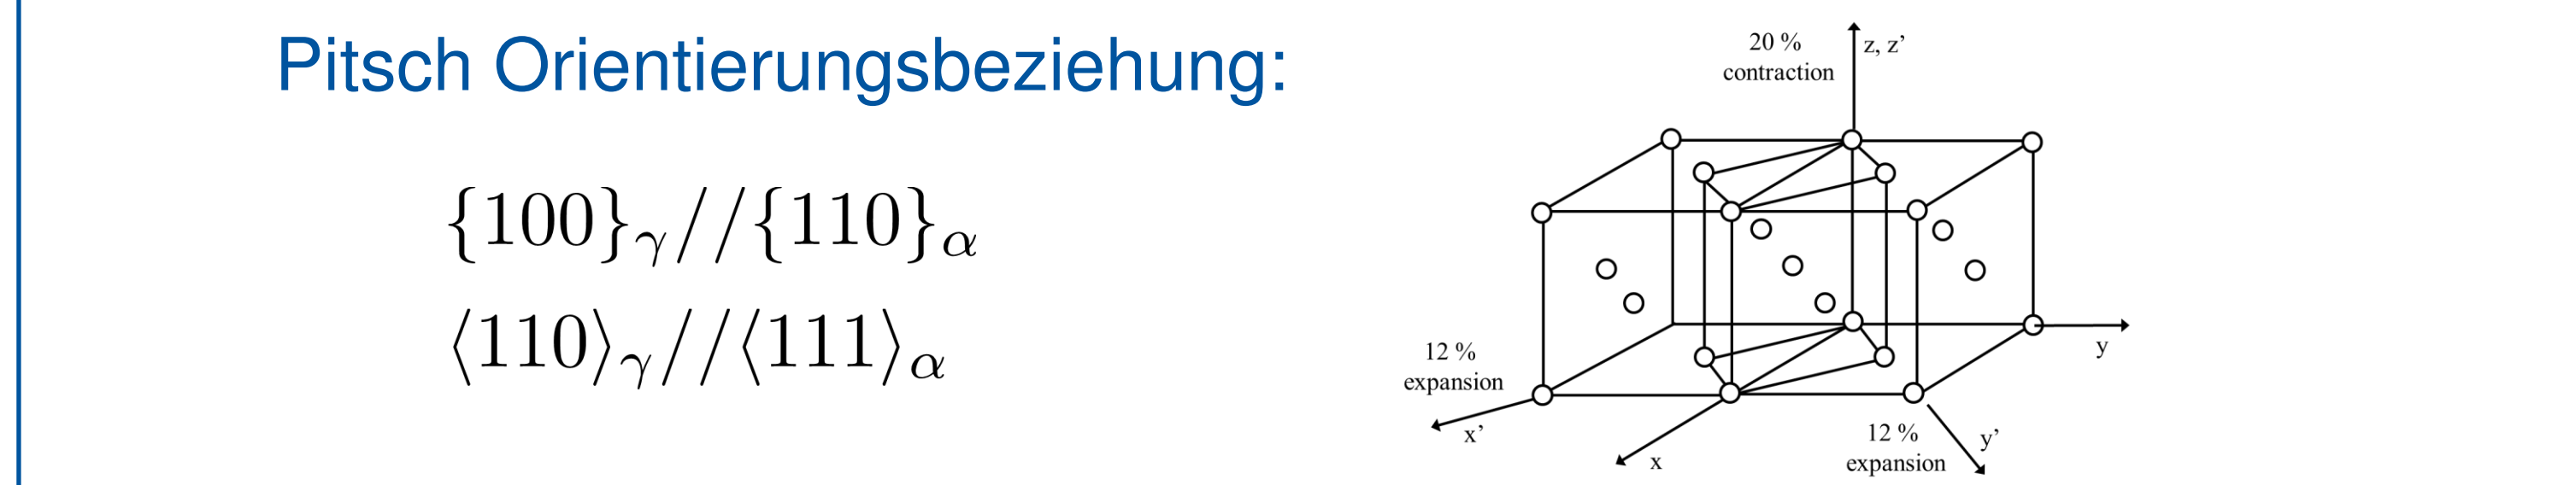 Pitsch Orientierungsbeziehung:
{100}γ//{110}α
⟨110⟩γ//⟨111⟩α
20 %
contraction
z, z’
12 %
expansion
x’
x
12 %
expansion
y’
y